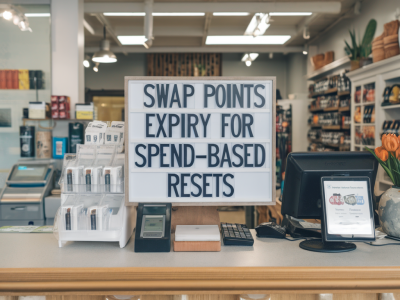 SWAP POINTS
EXPIRY FOR
SPEND-BASED
RESETS